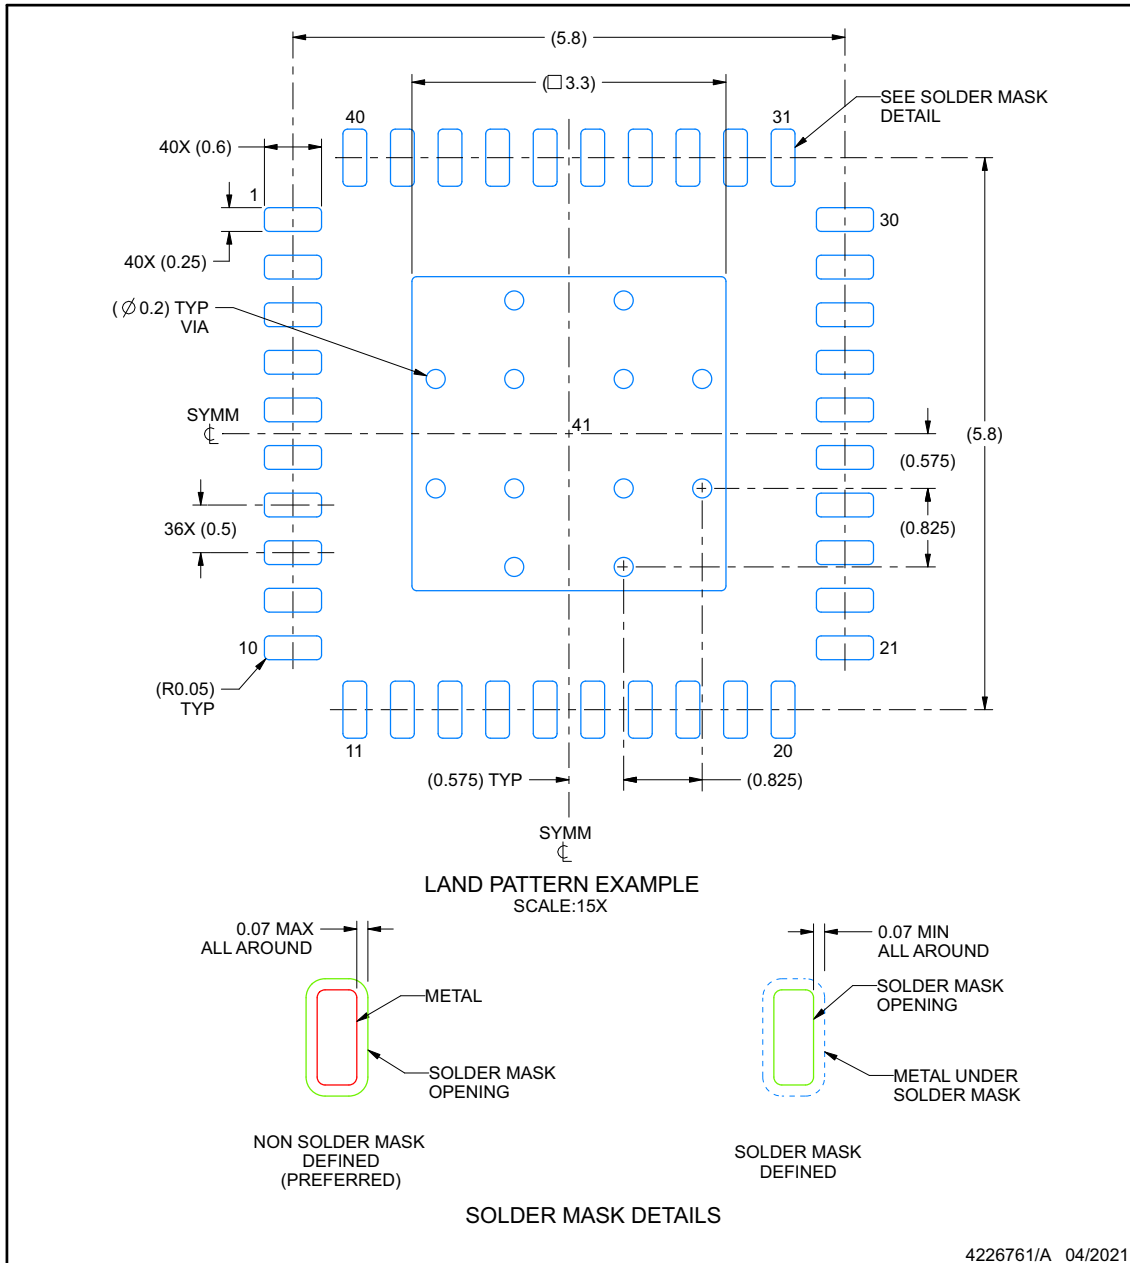 (5.8)
(□ 3.3)
SEE SOLDER MASK
DETAIL
40
31
40X (0.6)
1
30
40X (0.25)
(∅ 0.2) TYP
VIA
SYMM
℄
41
(5.8)
(0.575)
(0.825)
36X (0.5)
10
21
(R0.05)
TYP
11
20
(0.575) TYP
(0.825)
SYMM
℄
LAND PATTERN EXAMPLE
SCALE:15X
0.07 MAX
ALL AROUND
METAL
SOLDER MASK
OPENING
NON SOLDER MASK
DEFINED
(PREFERRED)
0.07 MIN
ALL AROUND
SOLDER MASK
OPENING
METAL UNDER
SOLDER MASK
SOLDER MASK
DEFINED
SOLDER MASK DETAILS
4226761/A 04/2021